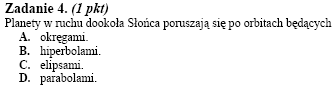 Zadanie 4. (1 pkt)
Planety w ruchu dookoła Słońca poruszają się po orbitach będących
A. okręgami.
B. hiperbolami.
C. elipsami.
D. parabolami.